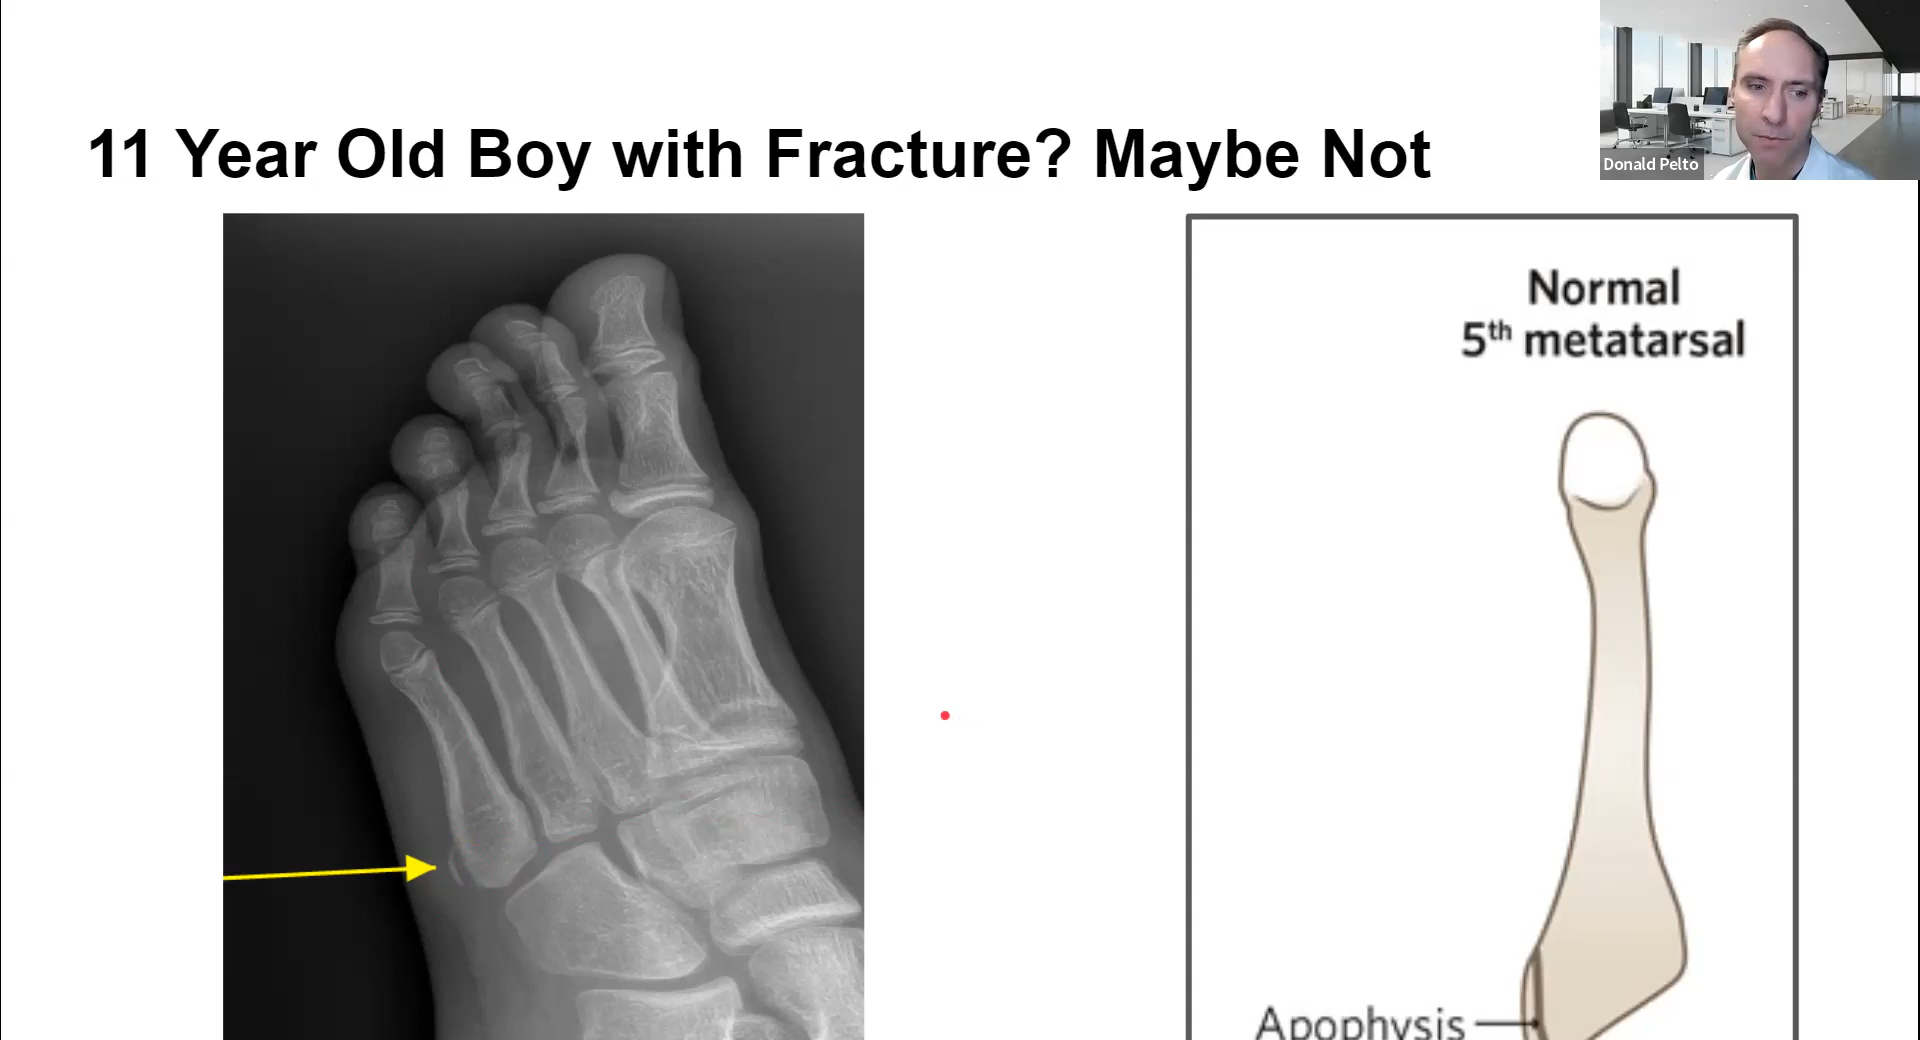 11 Year Old Boy with Fracture? Maybe Not
Donald Pelto
Normal
5th metatarsal
Apophysis